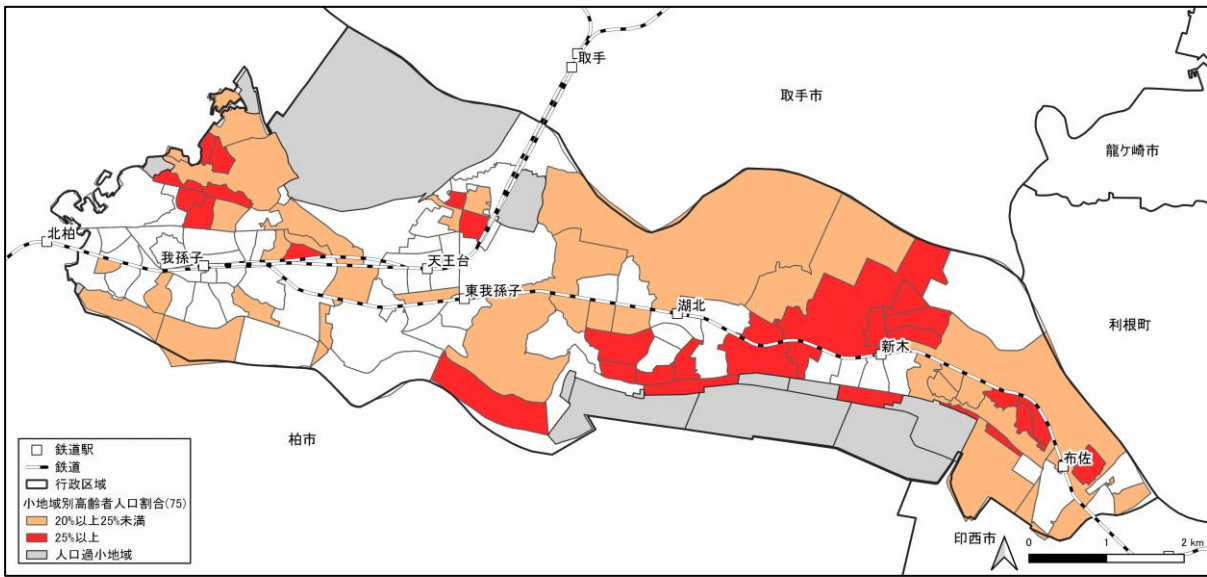 取手
取手市
龍ケ崎市
北柏
我孫子
天王台
東我孫子
湖北
新木
利根町
柏市
布佐
印西市
鉄道駅
鉄道
行政区域
小地域別高齢者人口割合(75)
20%以上25%未満
25%以上
人口過小地域
0 1 2 km